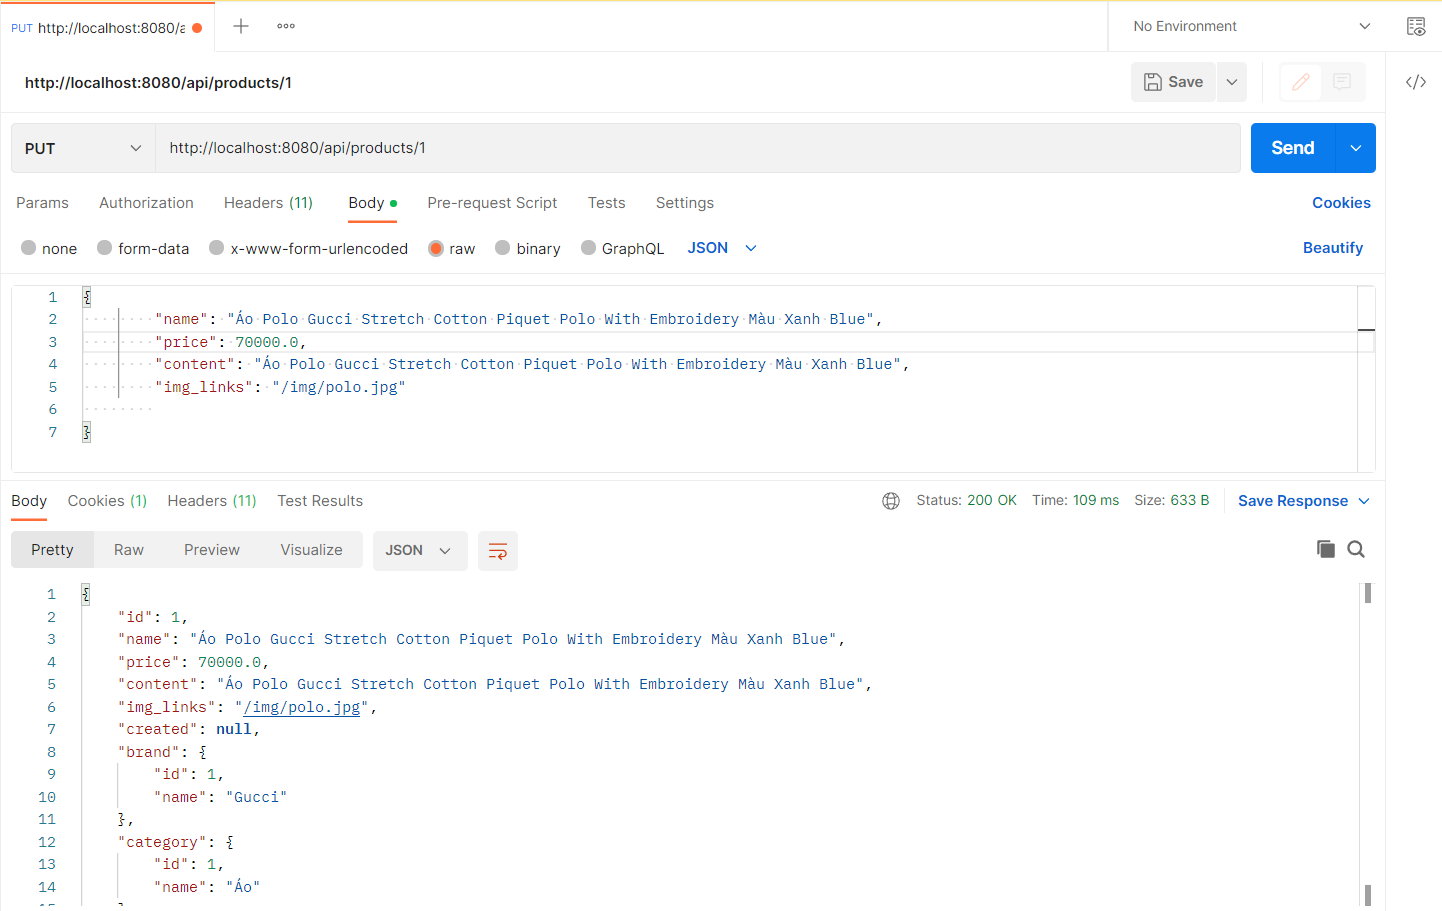 PUT http://localhost:8080/a
No Environment
http://localhost:8080/api/products/1
Save
PUT http://localhost:8080/api/products/1 Send
Params Authorization Headers (11) Body Pre-request Script Tests Settings Cookies
none form-data x-www-form-urlencoded raw binary GraphQL JSON Beautify
1 {
2 "name": "Áo Polo Gucci Stretch Cotton Piquet Polo With Embroidery Màu Xanh Blue",
3 "price": 70000.0,
4 "content": "Áo Polo Gucci Stretch Cotton Piquet Polo With Embroidery Màu Xanh Blue",
5 "img_links": "/img/polo.jpg"
6
7 }
Body Cookies (1) Headers (11) Test Results Status: 200 OK Time: 109 ms Size: 633 B Save Response
Pretty Raw Preview Visualize JSON
1 {
2 "id": 1,
3 "name": "Áo Polo Gucci Stretch Cotton Piquet Polo With Embroidery Màu Xanh Blue",
4 "price": 70000.0,
5 "content": "Áo Polo Gucci Stretch Cotton Piquet Polo With Embroidery Màu Xanh Blue",
6 "img_links": "/img/polo.jpg",
7 "created": null,
8 "brand": {
9 "id": 1,
10 "name": "Gucci"
11 },
12 "category": {
13 "id": 1,
14 "name": "Áo"